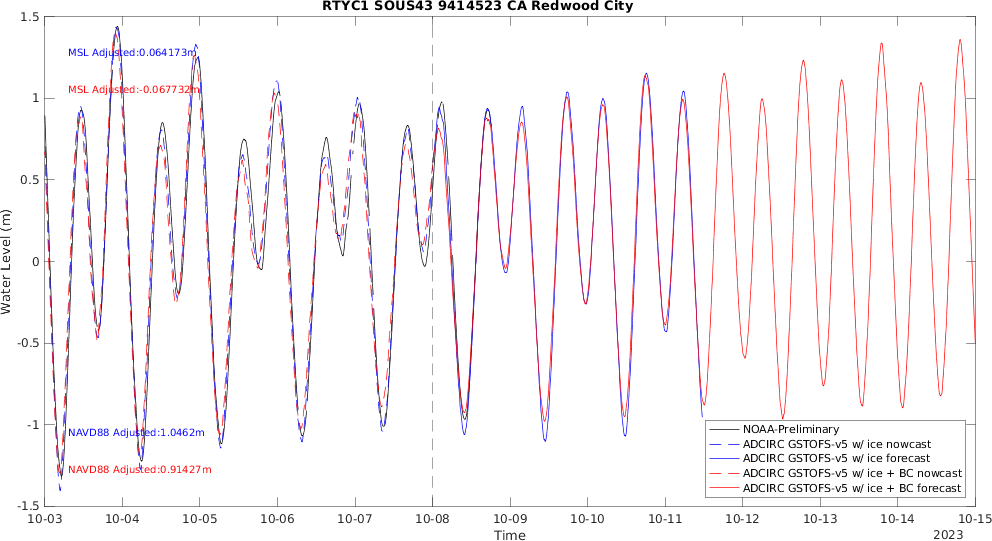 RTYC1 SOUS43 9414523 CA Redwood City
1.5
1
0.5
0
-0.5
-1
-1.5
Water Level (m)
MSL Adjusted:0.064173m
MSL Adjusted:-0.067732m
NAVD88 Adjusted:1.0462m
NAVD88 Adjusted:0.91427m
NOAA-Preliminary
ADCIRC GSTOFS-v5 w/ ice nowcast
ADCIRC GSTOFS-v5 w/ ice forecast
ADCIRC GSTOFS-v5 w/ ice + BC nowcast
ADCIRC GSTOFS-v5 w/ ice + BC forecast
10-03 10-04 10-05 10-06 10-07 10-08 10-09 10-10 10-11 10-12 10-13 10-14 10-15
Time
2023